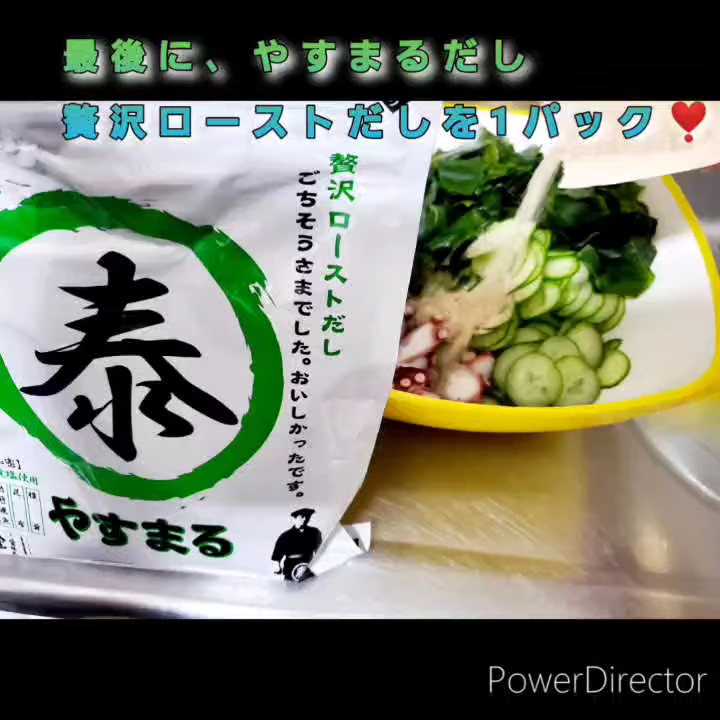 最後に、やすまるだし
贅沢ローストだしを1パック❣
贅沢ローストだし
ごちそうさまでした。おいしかったです。
泰
やすまる
PowerDirector